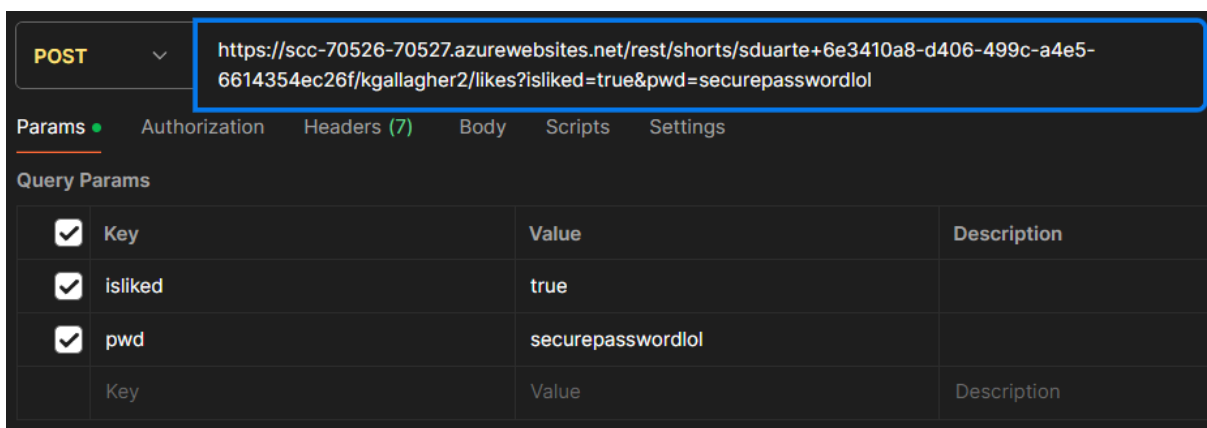 POST
https://scc-70526-70527.azurewebsites.net/rest/shorts/sduarte+6e3410a8-d406-499c-a4e5-
6614354ec26f/kgallagher2/likes?isliked=true&pwd=securepasswordlol
Params Authorization Headers (7) Body Scripts Settings
Query Params
Key Value Description
isliked true
pwd securepasswordlol
Key Value Description